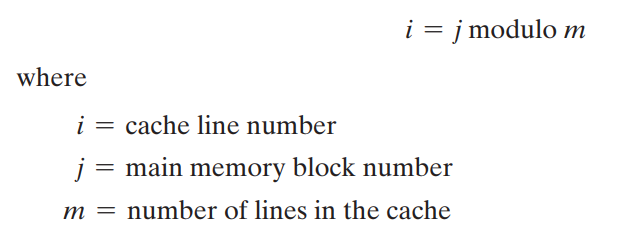 i = j modulo m
where
i = cache line number
j = main memory block number
m = number of lines in the cache